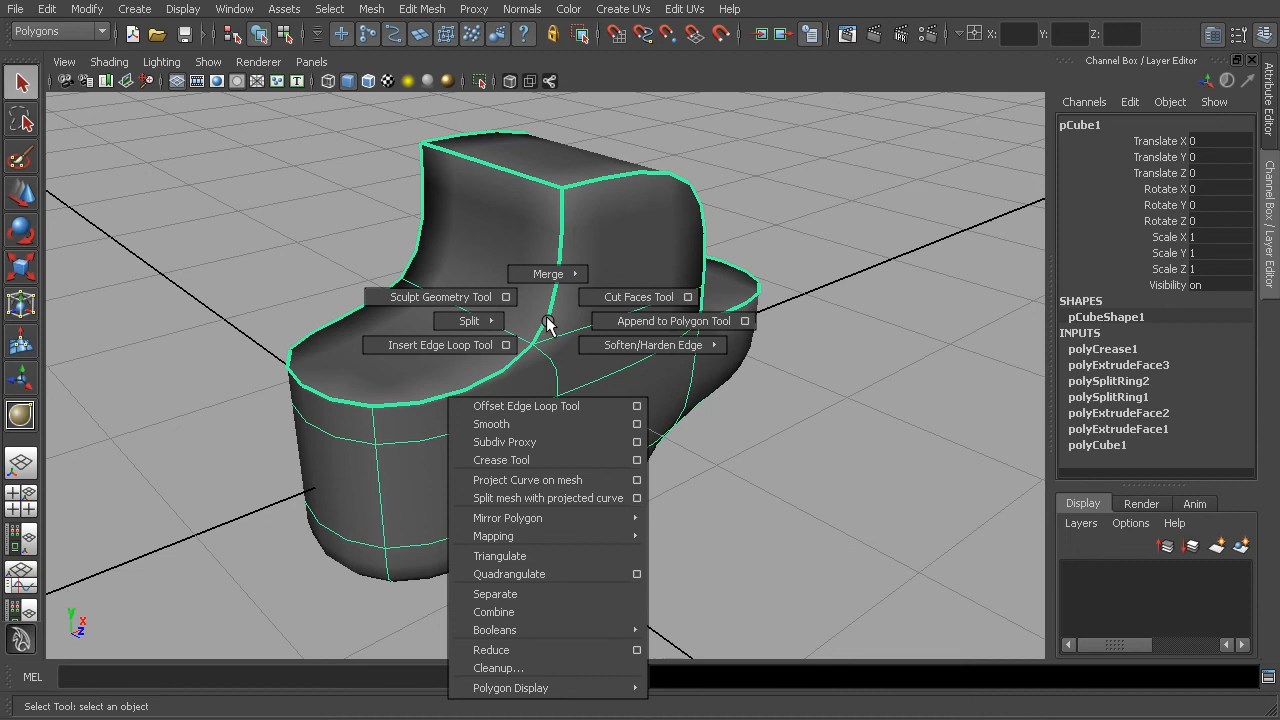 File Edit Modify Create Display Window Assets Select Mesh Edit Mesh Proxy Normals Color Create UVs Edit UVs Help
Polygons X: Y: Z:
View Shading Lighting Show Renderer Panels
Channel Box / Layer Editor
Channels Edit Object Show
pCube1
Translate X 0
Translate Y 0
Translate Z 0
Rotate X 0
Rotate Y 0
Rotate Z 0
Scale X 1
Scale Y 1
Scale Z 1
Visibility on
SHAPES
pCubeShape1
INPUTS
polyCrease1
polyExtrudeFace3
polySplitRing2
polySplitRing1
polyExtrudeFace2
polyExtrudeFace1
polyCube1
Display Render Anim
Layers Options Help
Attribute Editor
Channel Box / Layer Editor
Merge
Sculpt Geometry Tool Cut Faces Tool
Split Append to Polygon Tool
Insert Edge Loop Tool Soften/Harden Edge
Offset Edge Loop Tool
Smooth
Subdiv Proxy
Crease Tool
Project Curve on mesh
Split mesh with projected curve
Mirror Polygon
Mapping
Triangulate
Quadrangulate
Separate
Combine
Booleans
Reduce
Cleanup...
Polygon Display
y
x
z
MEL
Select Tool: select an object